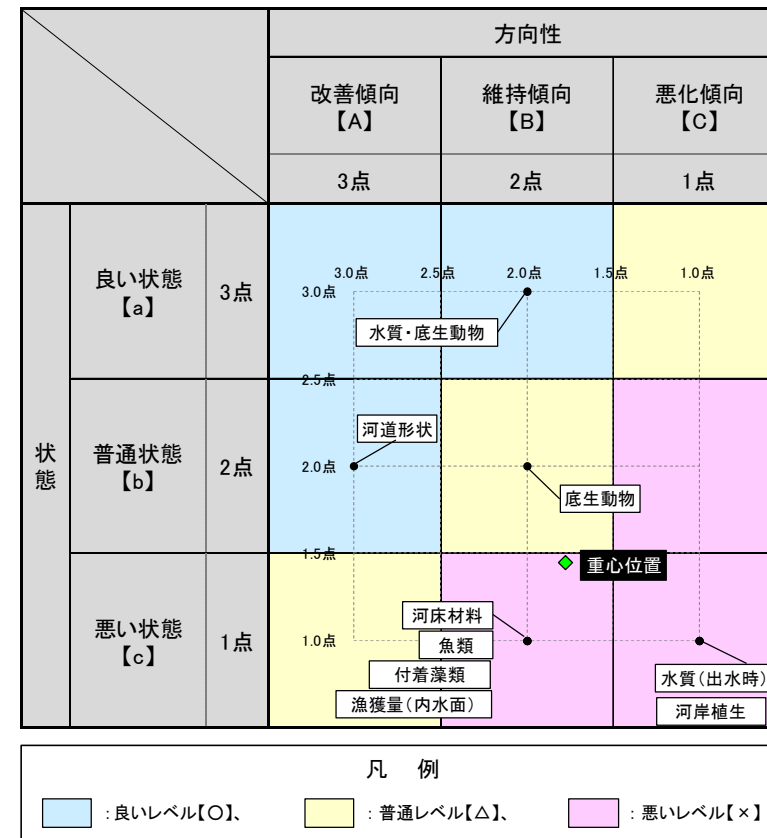 方向性
改善傾向
【A】
維持傾向
【B】
悪化傾向
【C】
3点
2点
1点
状態
良い状態
【a】
3点
3.0点 2.5点 2.0点 1.5点 1.0点
3.0点
水質・底生動物
2.5点
普通状態
【b】
2点
河道形状
2.0点
底生動物
1.5点
重心位置
悪い状態
【c】
1点
1.0点
河床材料
魚類
付着藻類
漁獲量(内水面)
水質(出水時)
河岸植生
凡 例
：良いレベル【○】、 ：普通レベル【△】、 ：悪いレベル【×】